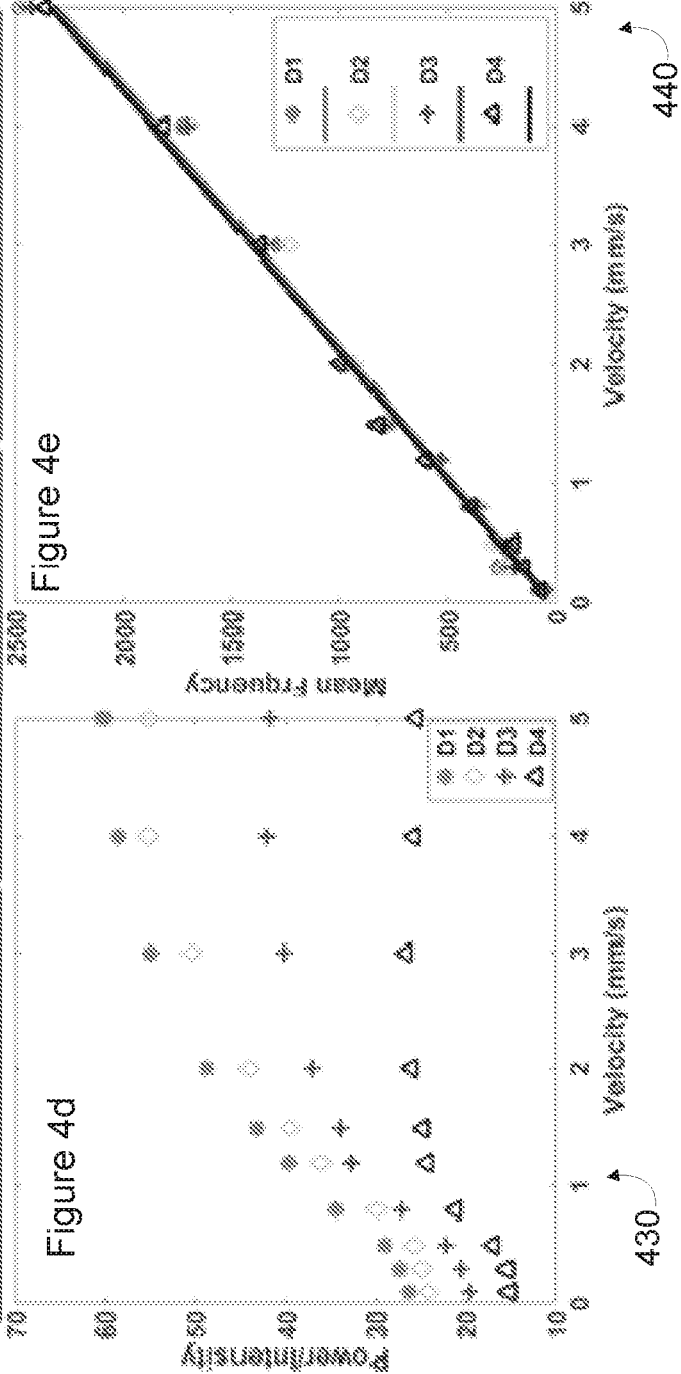 Figure 4d
Power/Intensity
70
60
50
40
30
20
10
0 1 2 3 4 5
Velocity (mm/s)
D1
D2
D3
D4
430
Figure 4e
Mean Frquency
2500
2000
1500
1000
500
0
0 1 2 3 4 5
Velocity (mm/s)
D1
D2
D3
D4
440